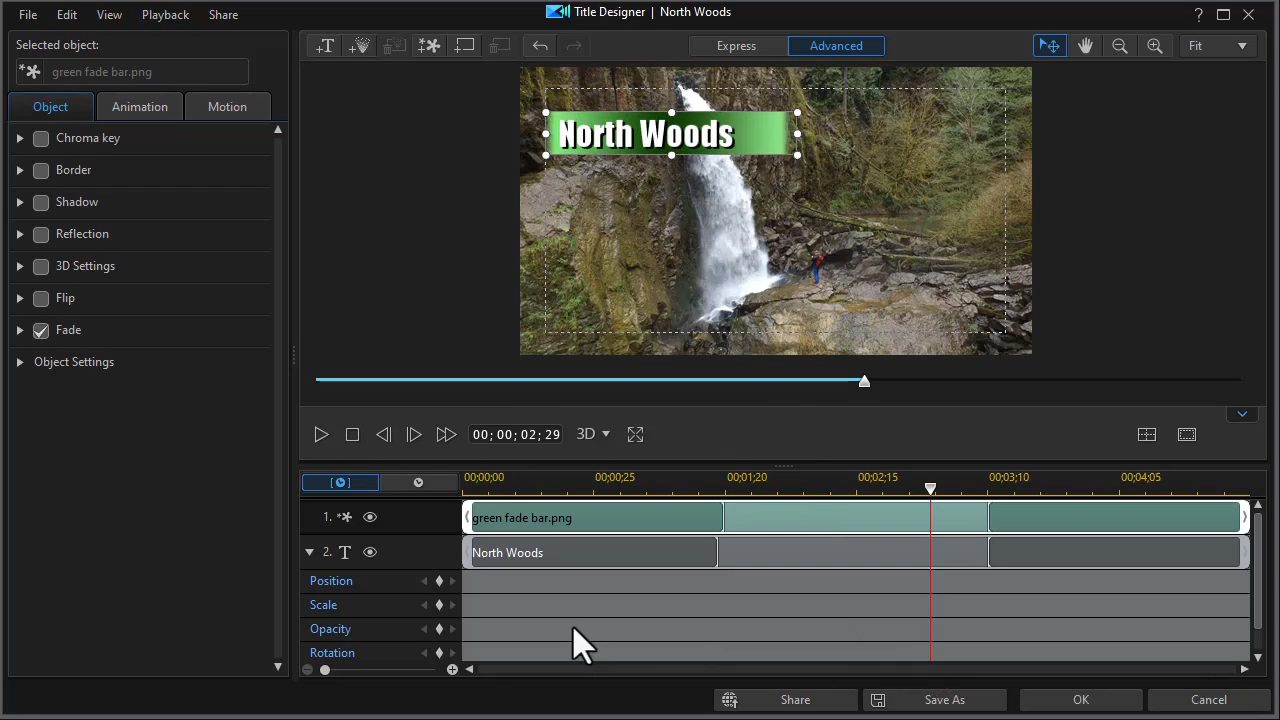 Title Designer | North Woods
File Edit View Playback Share
Selected object:
green fade bar.png
Object Animation Motion
Chroma key
Border
Shadow
Reflection
3D Settings
Flip
Fade
Object Settings
Express Advanced
Fit
North Woods
00; 00; 02; 29
3D
00;00;00 00;00;25 00;01;20 00;02;15 00;03;10 00;04;05
1. green fade bar.png
2. T North Woods
Position
Scale
Opacity
Rotation
Share Save As OK Cancel